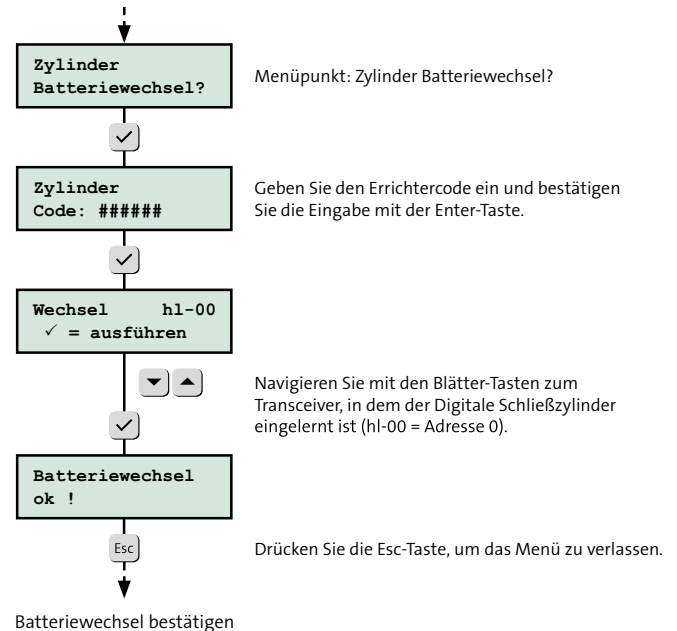 Zylinder
Batteriewechsel?
Menüpunkt: Zylinder Batteriewechsel?
✓
Zylinder
Code: ######
Geben Sie den Errichtercode ein und bestätigen
Sie die Eingabe mit der Enter-Taste.
✓
Wechsel hl-00
✓ = ausführen
Navigieren Sie mit den Blätter-Tasten zum
Transceiver, in dem der Digitale Schließzylinder
eingelernt ist (hl-00 = Adresse 0).
✓
Batteriewechsel
ok !
Esc
Drücken Sie die Esc-Taste, um das Menü zu verlassen.
Batteriewechsel bestätigen